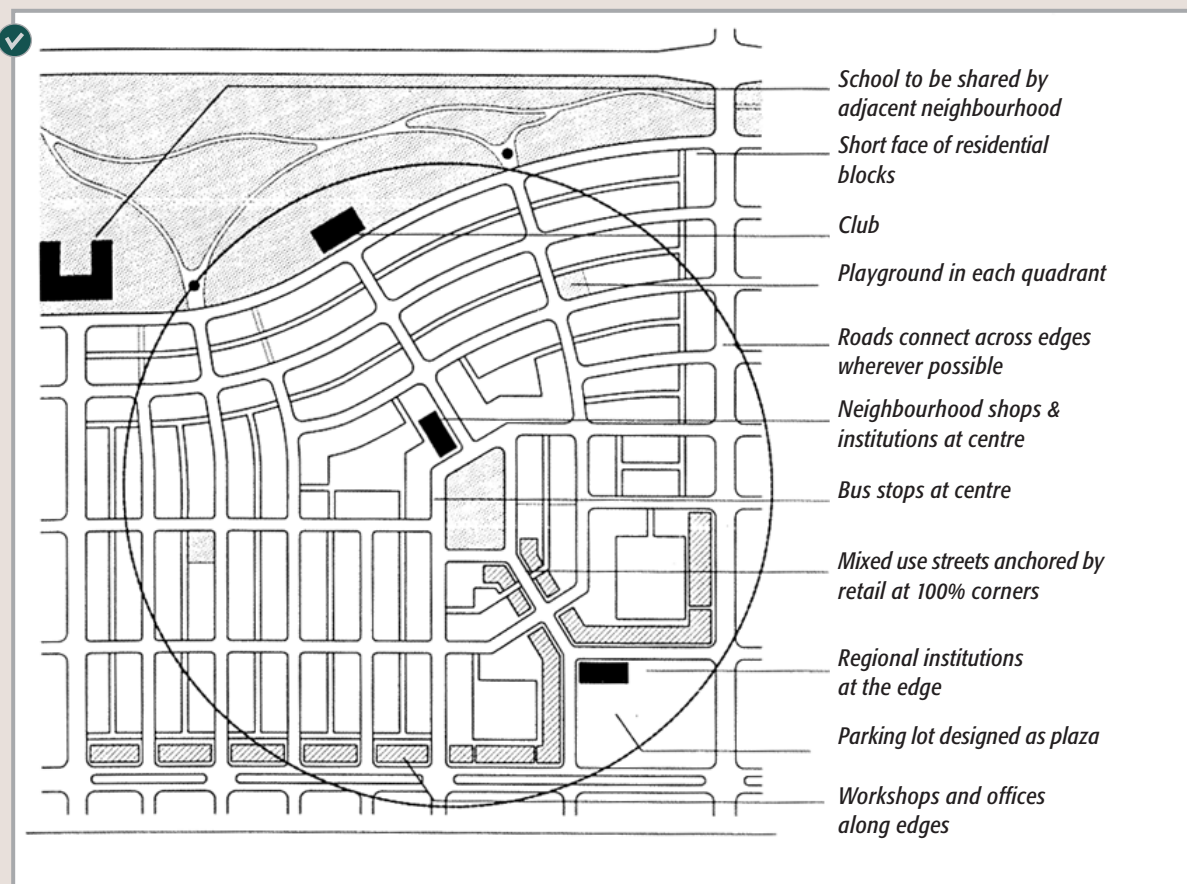 School to be shared by
adjacent neighbourhood
Short face of residential
blocks
Club
Playground in each quadrant
Roads connect across edges
wherever possible
Neighbourhood shops &
institutions at centre
Bus stops at centre
Mixed use streets anchored by
retail at 100% corners
Regional institutions
at the edge
Parking lot designed as plaza
Workshops and offices
along edges